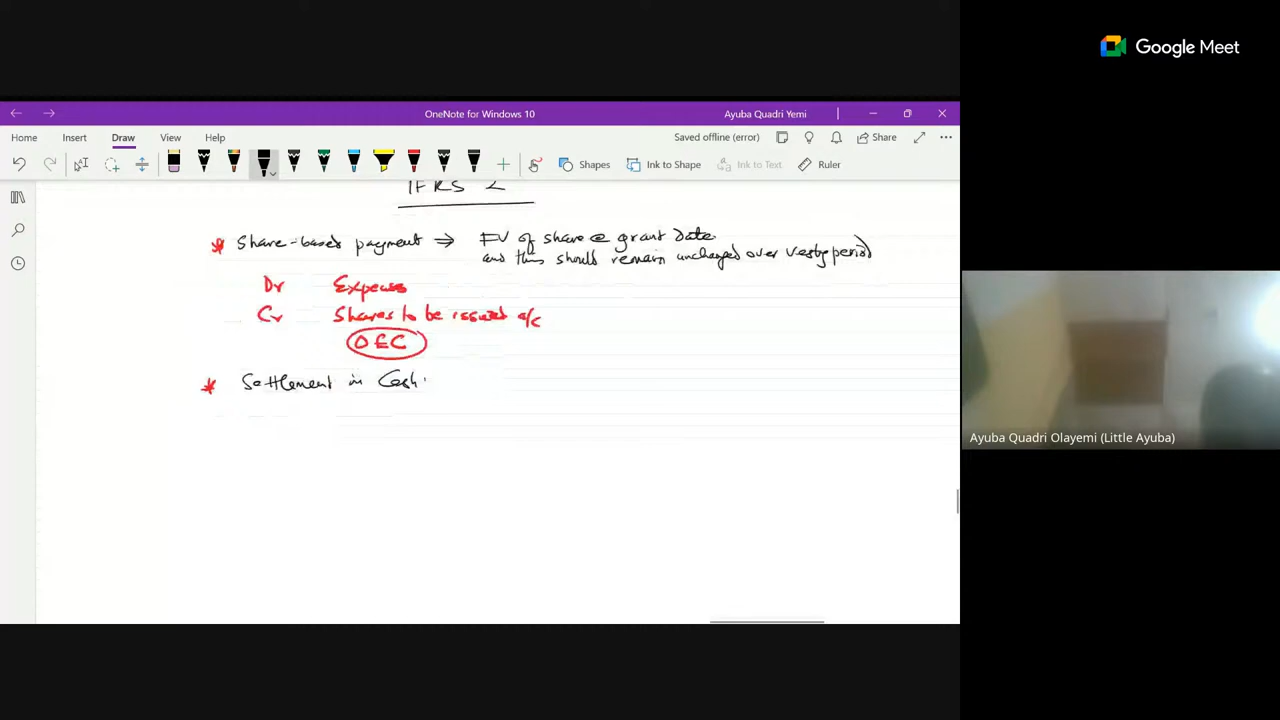 Google Meet
OneNote for Windows 10
Ayuba Quadri Yemi
Home Insert Draw View Help
Saved offline (error)
Share
Shapes
Ink to Shape
Ink to Text
Ruler
IFRS 2
* Share-based payment ⇒ FV of share @ grant date
and this should remain unchanged over vesting period)
Dr Expenses
Cr Shares to be issued a/c
OEC
* Settlement in Cash
Ayuba Quadri Olayemi (Little Ayuba)